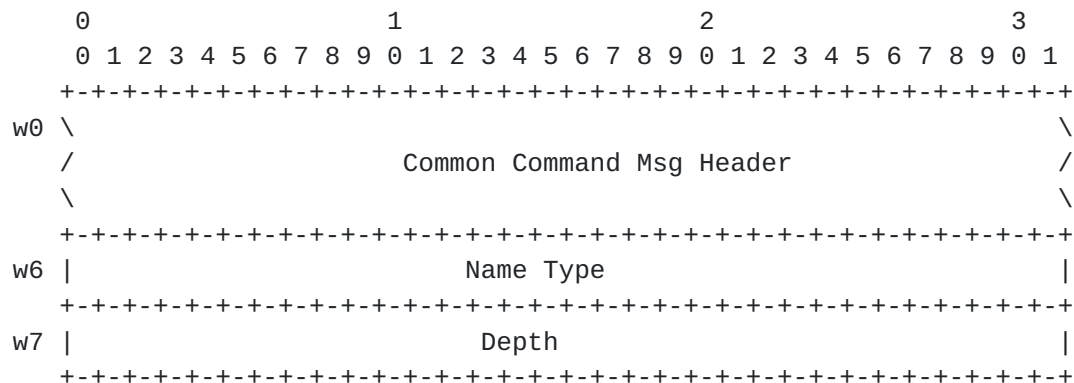 0                   1                   2                   3
    0 1 2 3 4 5 6 7 8 9 0 1 2 3 4 5 6 7 8 9 0 1 2 3 4 5 6 7 8 9 0 1
   +-+-+-+-+-+-+-+-+-+-+-+-+-+-+-+-+-+-+-+-+-+-+-+-+-+-+-+-+-+-+-+-+
w0 \                                                               \
   /                     Common Command Msg Header                 /
   \                                                               \
   +-+-+-+-+-+-+-+-+-+-+-+-+-+-+-+-+-+-+-+-+-+-+-+-+-+-+-+-+-+-+-+-+
w6 |                         Name Type                             |
   +-+-+-+-+-+-+-+-+-+-+-+-+-+-+-+-+-+-+-+-+-+-+-+-+-+-+-+-+-+-+-+-+
w7 |                          Depth                                |
   +-+-+-+-+-+-+-+-+-+-+-+-+-+-+-+-+-+-+-+-+-+-+-+-+-+-+-+-+-+-+-+-+